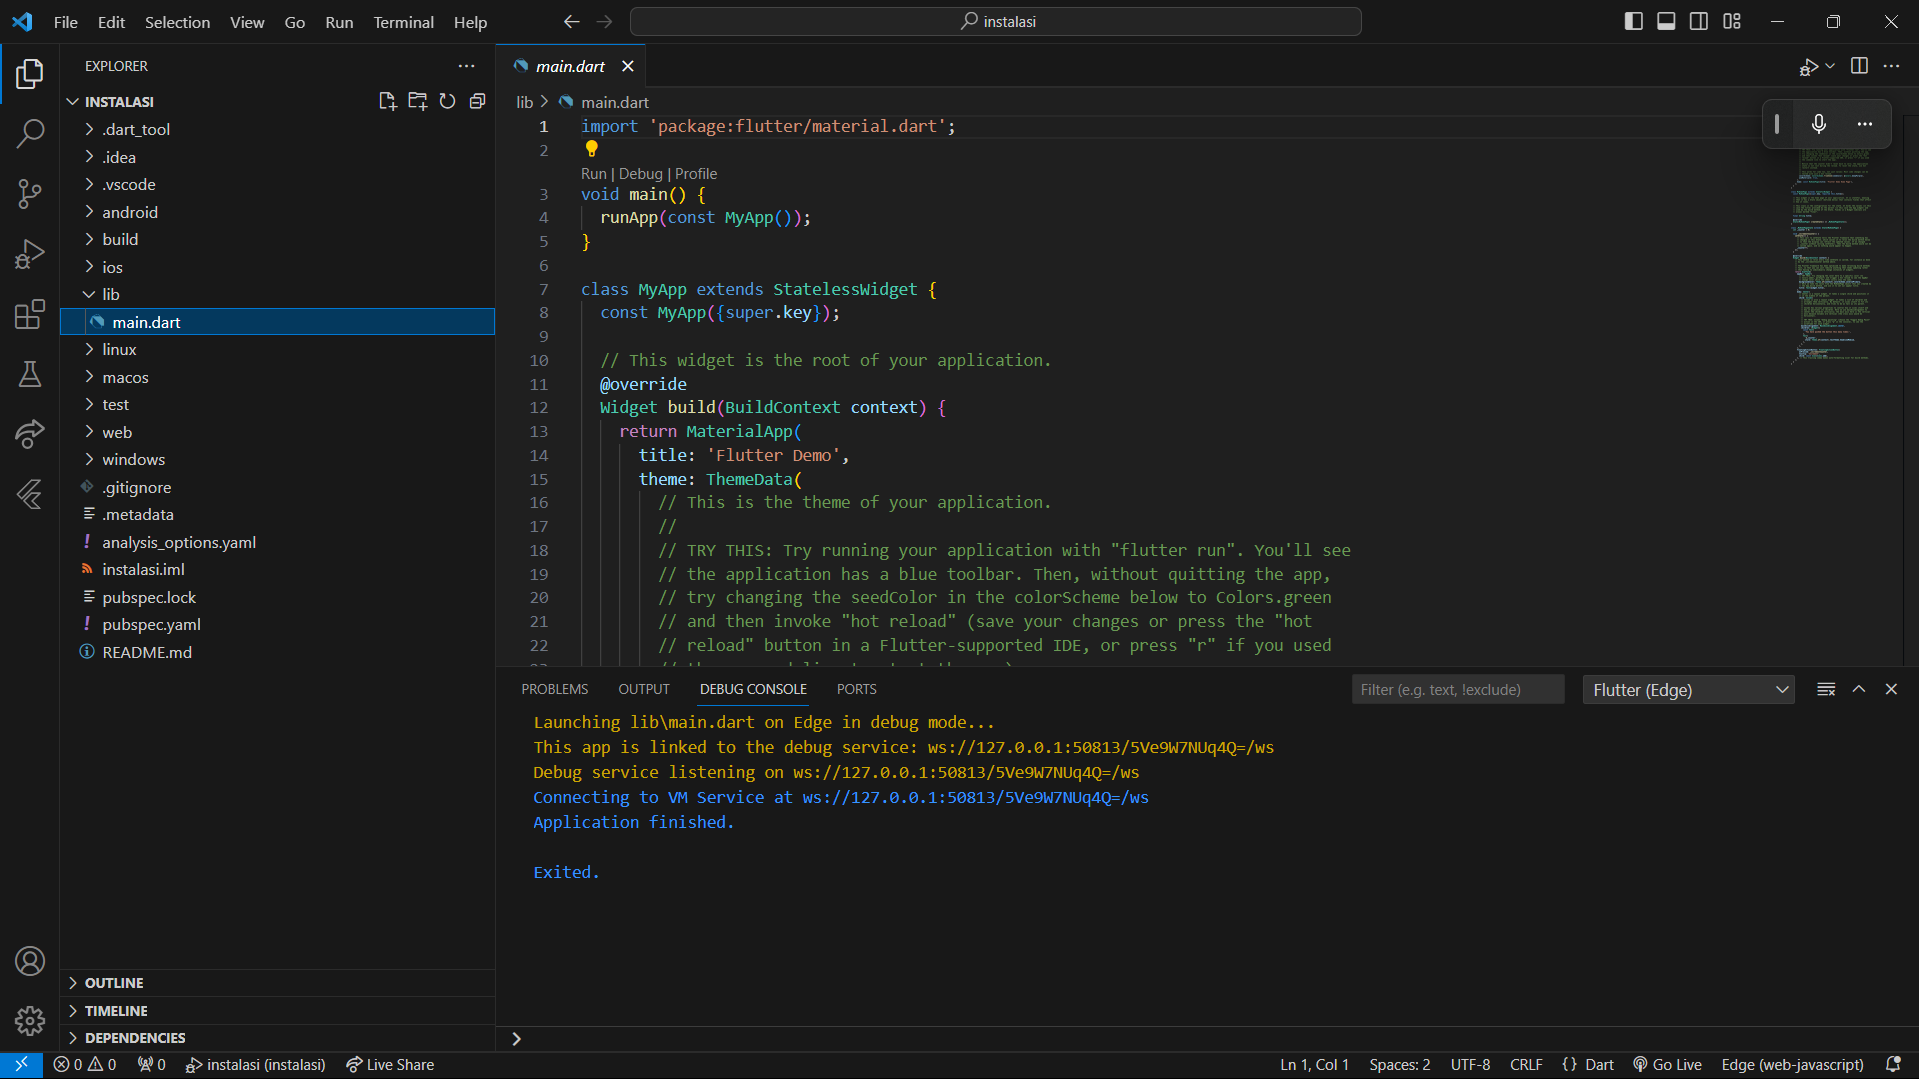 File Edit Selection View Go Run Terminal Help
instalasi
EXPLORER
INSTALASI
.dart_tool
.idea
.vscode
android
build
ios
lib
main.dart
linux
macos
test
web
windows
.gitignore
.metadata
analysis_options.yaml
instalasi.iml
pubspec.lock
pubspec.yaml
README.md
OUTLINE
TIMELINE
DEPENDENCIES
main.dart
lib > main.dart
1 import 'package:flutter/material.dart';
2
Run | Debug | Profile
3 void main() {
4 runApp(const MyApp());
5 }
6
7 class MyApp extends StatelessWidget {
8 const MyApp({super.key});
9
10 // This widget is the root of your application.
11 @override
12 Widget build(BuildContext context) {
13 return MaterialApp(
14 title: 'Flutter Demo',
15 theme: ThemeData(
16 // This is the theme of your application.
17 //
18 // TRY THIS: Try running your application with "flutter run". You'll see
19 // the application has a blue toolbar. Then, without quitting the app,
20 // try changing the seedColor in the colorScheme below to Colors.green
21 // and then invoke "hot reload" (save your changes or press the "hot
22 // reload" button in a Flutter-supported IDE, or press "r" if you used
PROBLEMS OUTPUT DEBUG CONSOLE PORTS
Filter (e.g. text, !exclude)
Flutter (Edge)
Launching lib\main.dart on Edge in debug mode...
This app is linked to the debug service: ws://127.0.0.1:50813/5Ve9W7NUq4Q=/ws
Debug service listening on ws://127.0.0.1:50813/5Ve9W7NUq4Q=/ws
Connecting to VM Service at ws://127.0.0.1:50813/5Ve9W7NUq4Q=/ws
Application finished.
Exited.
0 0 0 instalasi (instalasi) Live Share
Ln 1, Col 1 Spaces: 2 UTF-8 CRLF {} Dart Go Live Edge (web-javascript)